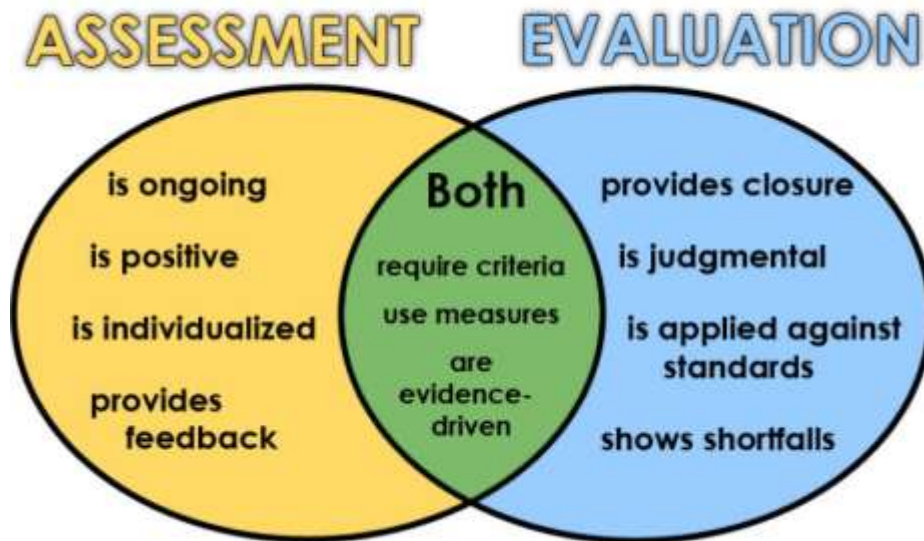 ASSESSMENT
EVALUATION
is ongoing
is positive
is individualized
provides
feedback
Both
require criteria
use measures
are
evidence-
driven
provides closure
is judgmental
is applied against
standards
shows shortfalls